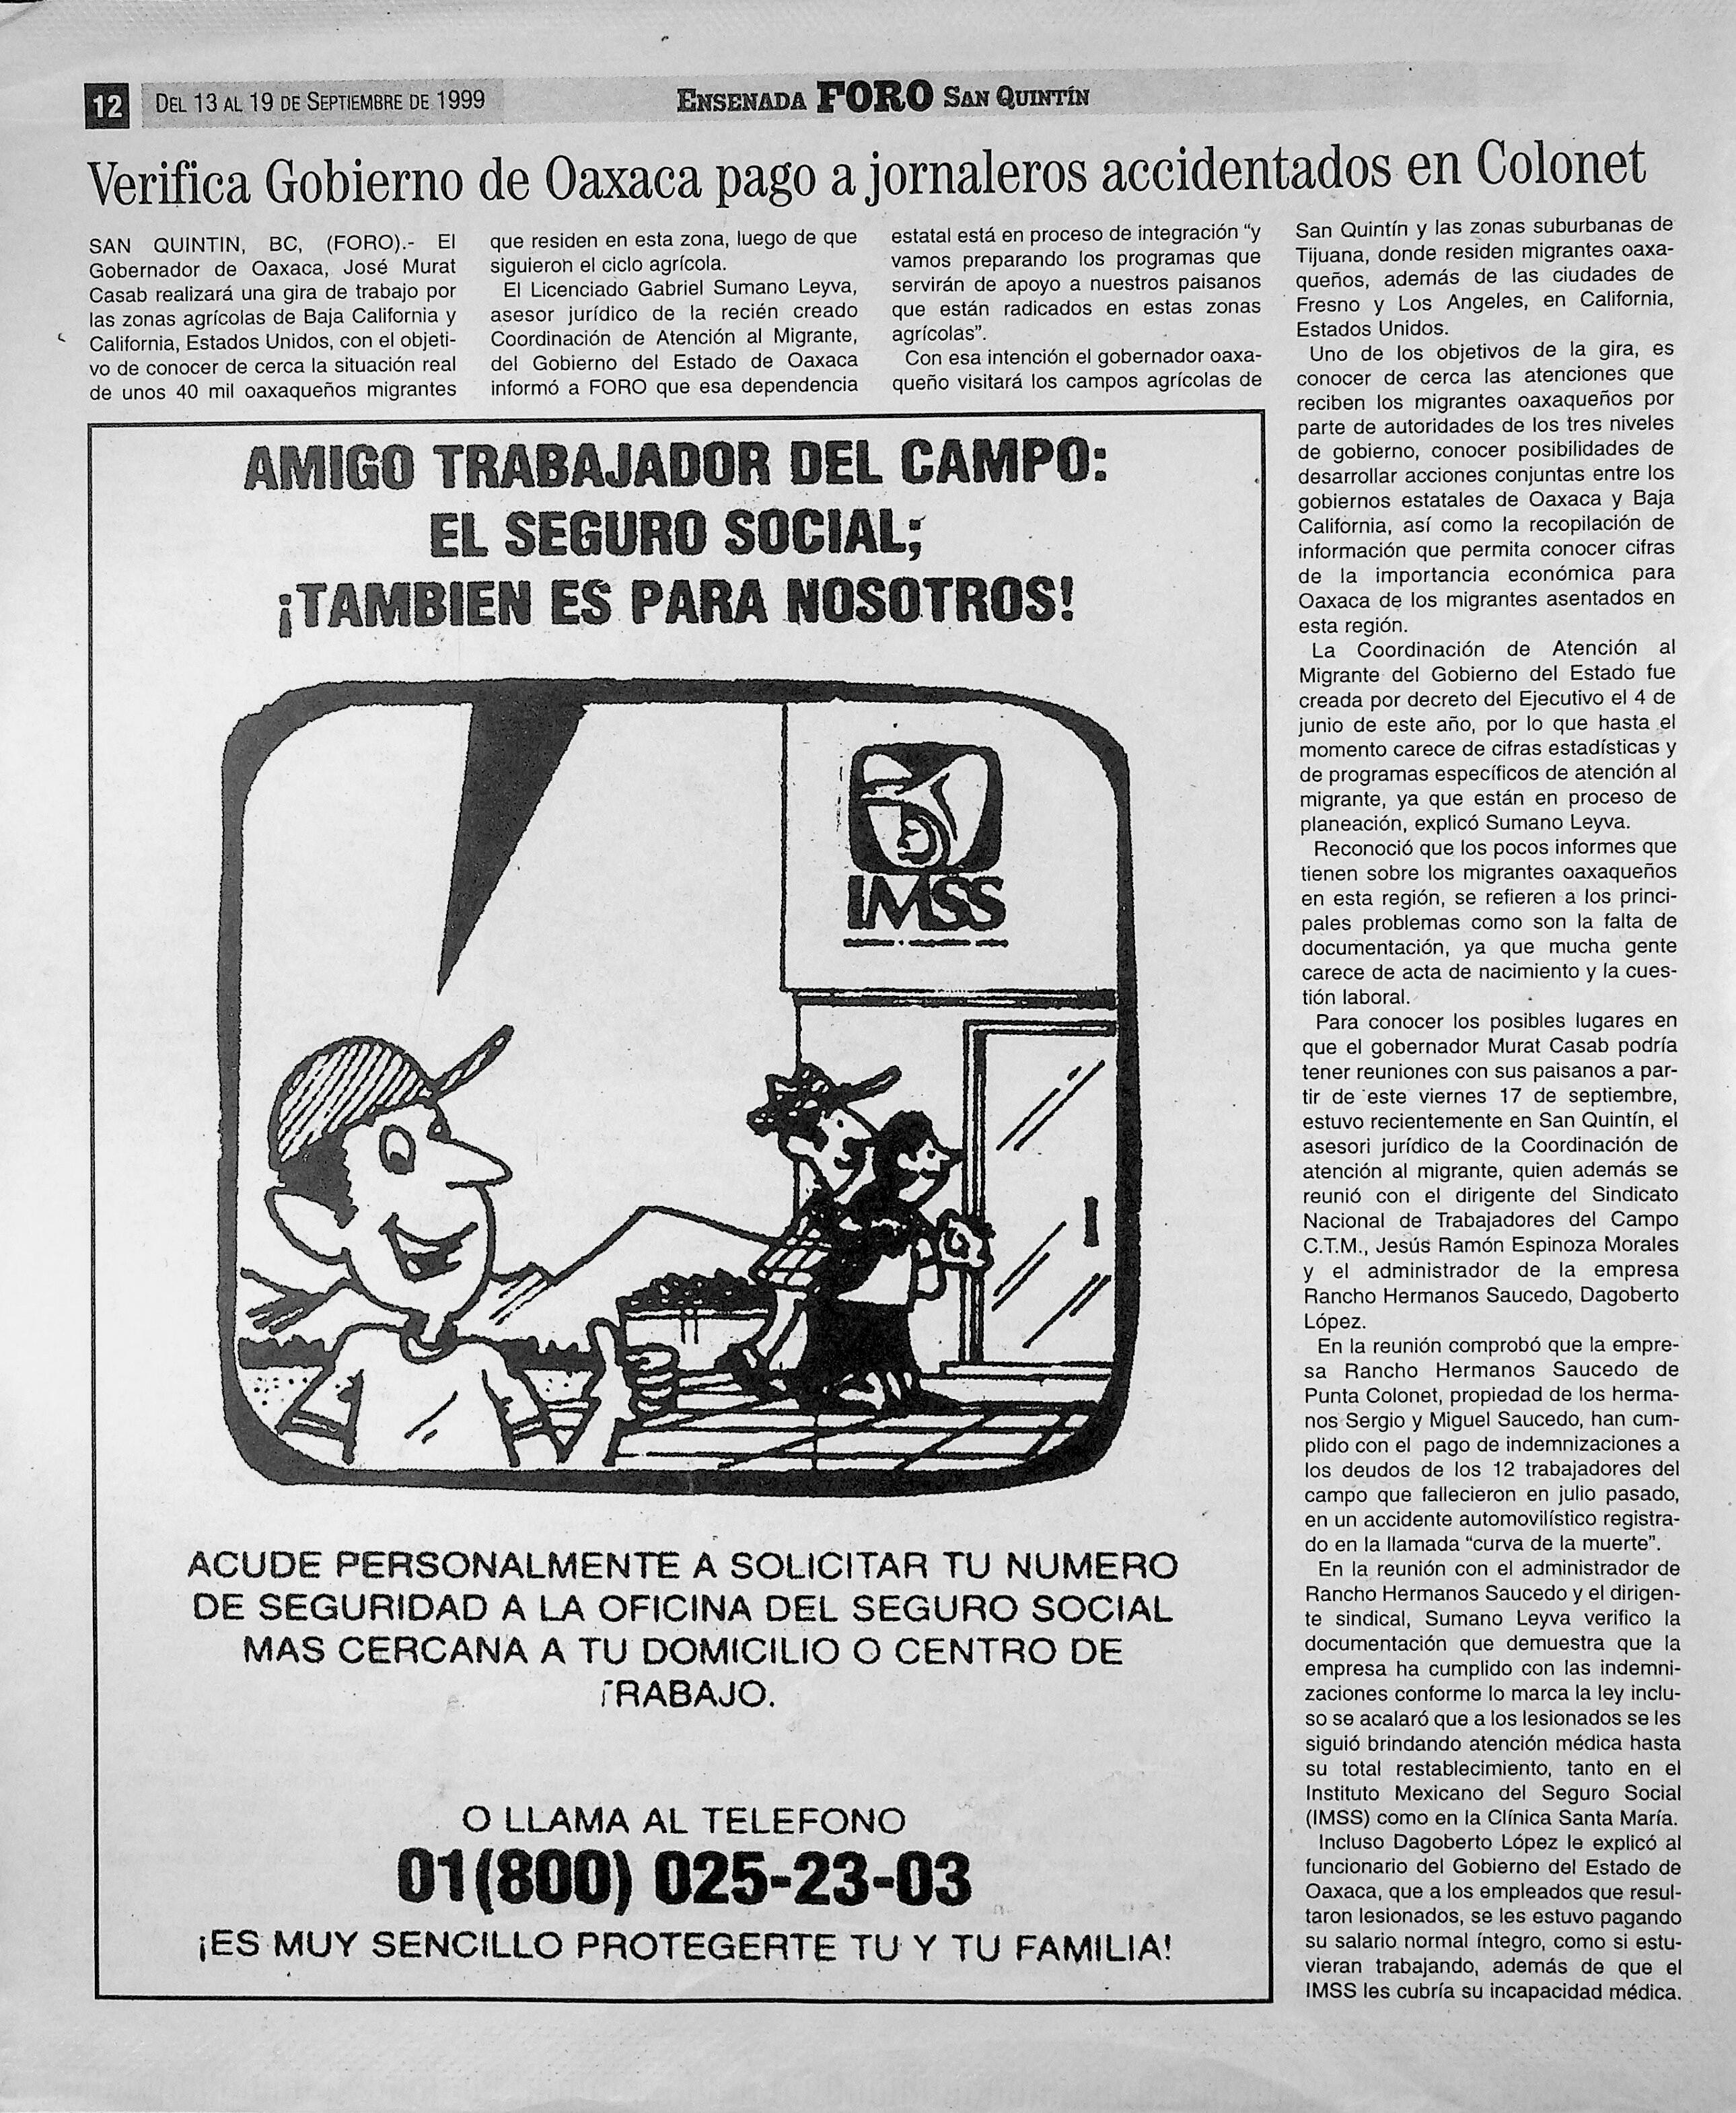 12 DEL 13 AL 19 DE SEPTIEMBRE DE 1999
ENSENADA FORO SAN QUINTÍN
Verifica Gobierno de Oaxaca pago a jornaleros accidentados en Colonet
SAN QUINTIN, BC, (FORO).- El
Gobernador de Oaxaca, José Murat
Casab realizará una gira de trabajo por
las zonas agrícolas de Baja California y
California, Estados Unidos, con el objeti-
vo de conocer de cerca la situación real
de unos 40 mil oaxaqueños migrantes
que residen en esta zona, luego de que
siguieron el ciclo agrícola.
El Licenciado Gabriel Sumano Leyva,
asesor jurídico de la recién creado
Coordinación de Atención al Migrante,
del Gobierno del Estado de Oaxaca
informó a FORO que esa dependencia
estatal está en proceso de integración “y
vamos preparando los programas que
servirán de apoyo a nuestros paisanos
que están radicados en estas zonas
agrícolas”.
Con esa intención el gobernador oaxa-
queño visitará los campos agrícolas de
San Quintín y las zonas suburbanas de
Tijuana, donde residen migrantes oaxa-
queños, además de las ciudades de
Fresno y Los Angeles, en California,
Estados Unidos.
Uno de los objetivos de la gira, es
conocer de cerca las atenciones que
reciben los migrantes oaxaqueños por
parte de autoridades de los tres niveles
de gobierno, conocer posibilidades de
desarrollar acciones conjuntas entre los
gobiernos estatales de Oaxaca y Baja
California, así como la recopilación de
información que permita conocer cifras
de la importancia económica para
Oaxaca de los migrantes asentados en
esta región.
La Coordinación de Atención al
Migrante del Gobierno del Estado fue
creada por decreto del Ejecutivo el 4 de
junio de este año, por lo que hasta el
momento carece de cifras estadísticas y
de programas específicos de atención al
migrante, ya que están en proceso de
planeación, explicó Sumano Leyva.
Reconoció que los pocos informes que
tienen sobre los migrantes oaxaqueños
en esta región, se refieren a los princi-
pales problemas como son la falta de
documentación, ya que mucha gente
carece de acta de nacimiento y la cues-
tión laboral.
Para conocer los posibles lugares en
que el gobernador Murat Casab podría
tener reuniones con sus paisanos a par-
tir de este viernes 17 de septiembre,
estuvo recientemente en San Quintín, el
asesori jurídico de la Coordinación de
atención al migrante, quien además se
reunió con el dirigente del Sindicato
Nacional de Trabajadores del Campo
C.T.M., Jesús Ramón Espinoza Morales
y el administrador de la empresa
Rancho Hermanos Saucedo, Dagoberto
López.
En la reunión comprobó que la empre-
sa Rancho Hermanos Saucedo de
Punta Colonet, propiedad de los herma-
nos Sergio y Miguel Saucedo, han cum-
plido con el pago de indemnizaciones a
los deudos de los 12 trabajadores del
campo que fallecieron en julio pasado,
en un accidente automovilístico registra-
do en la llamada “curva de la muerte”.
En la reunión con el administrador de
Rancho Hermanos Saucedo y el dirigen-
te sindical, Sumano Leyva verifico la
documentación que demuestra que la
empresa ha cumplido con las indemni-
zaciones conforme lo marca la ley inclu-
so se acalaró que a los lesionados se les
siguió brindando atención médica hasta
su total restablecimiento, tanto en el
Instituto Mexicano del Seguro Social
(IMSS) como en la Clínica Santa María.
Incluso Dagoberto López le explicó al
funcionario del Gobierno del Estado de
Oaxaca, que a los empleados que resul-
taron lesionados, se les estuvo pagando
su salario normal íntegro, como si estu-
vieran trabajando, además de que el
IMSS les cubría su incapacidad médica.
AMIGO TRABAJADOR DEL CAMPO:
EL SEGURO SOCIAL;
¡TAMBIEN ES PARA NOSOTROS!
IMSS
ACUDE PERSONALMENTE A SOLICITAR TU NUMERO
DE SEGURIDAD A LA OFICINA DEL SEGURO SOCIAL
MAS CERCANA A TU DOMICILIO O CENTRO DE
TRABAJO.
O LLAMA AL TELEFONO
01(800) 025-23-03
¡ES MUY SENCILLO PROTEGERTE TU Y TU FAMILIA!